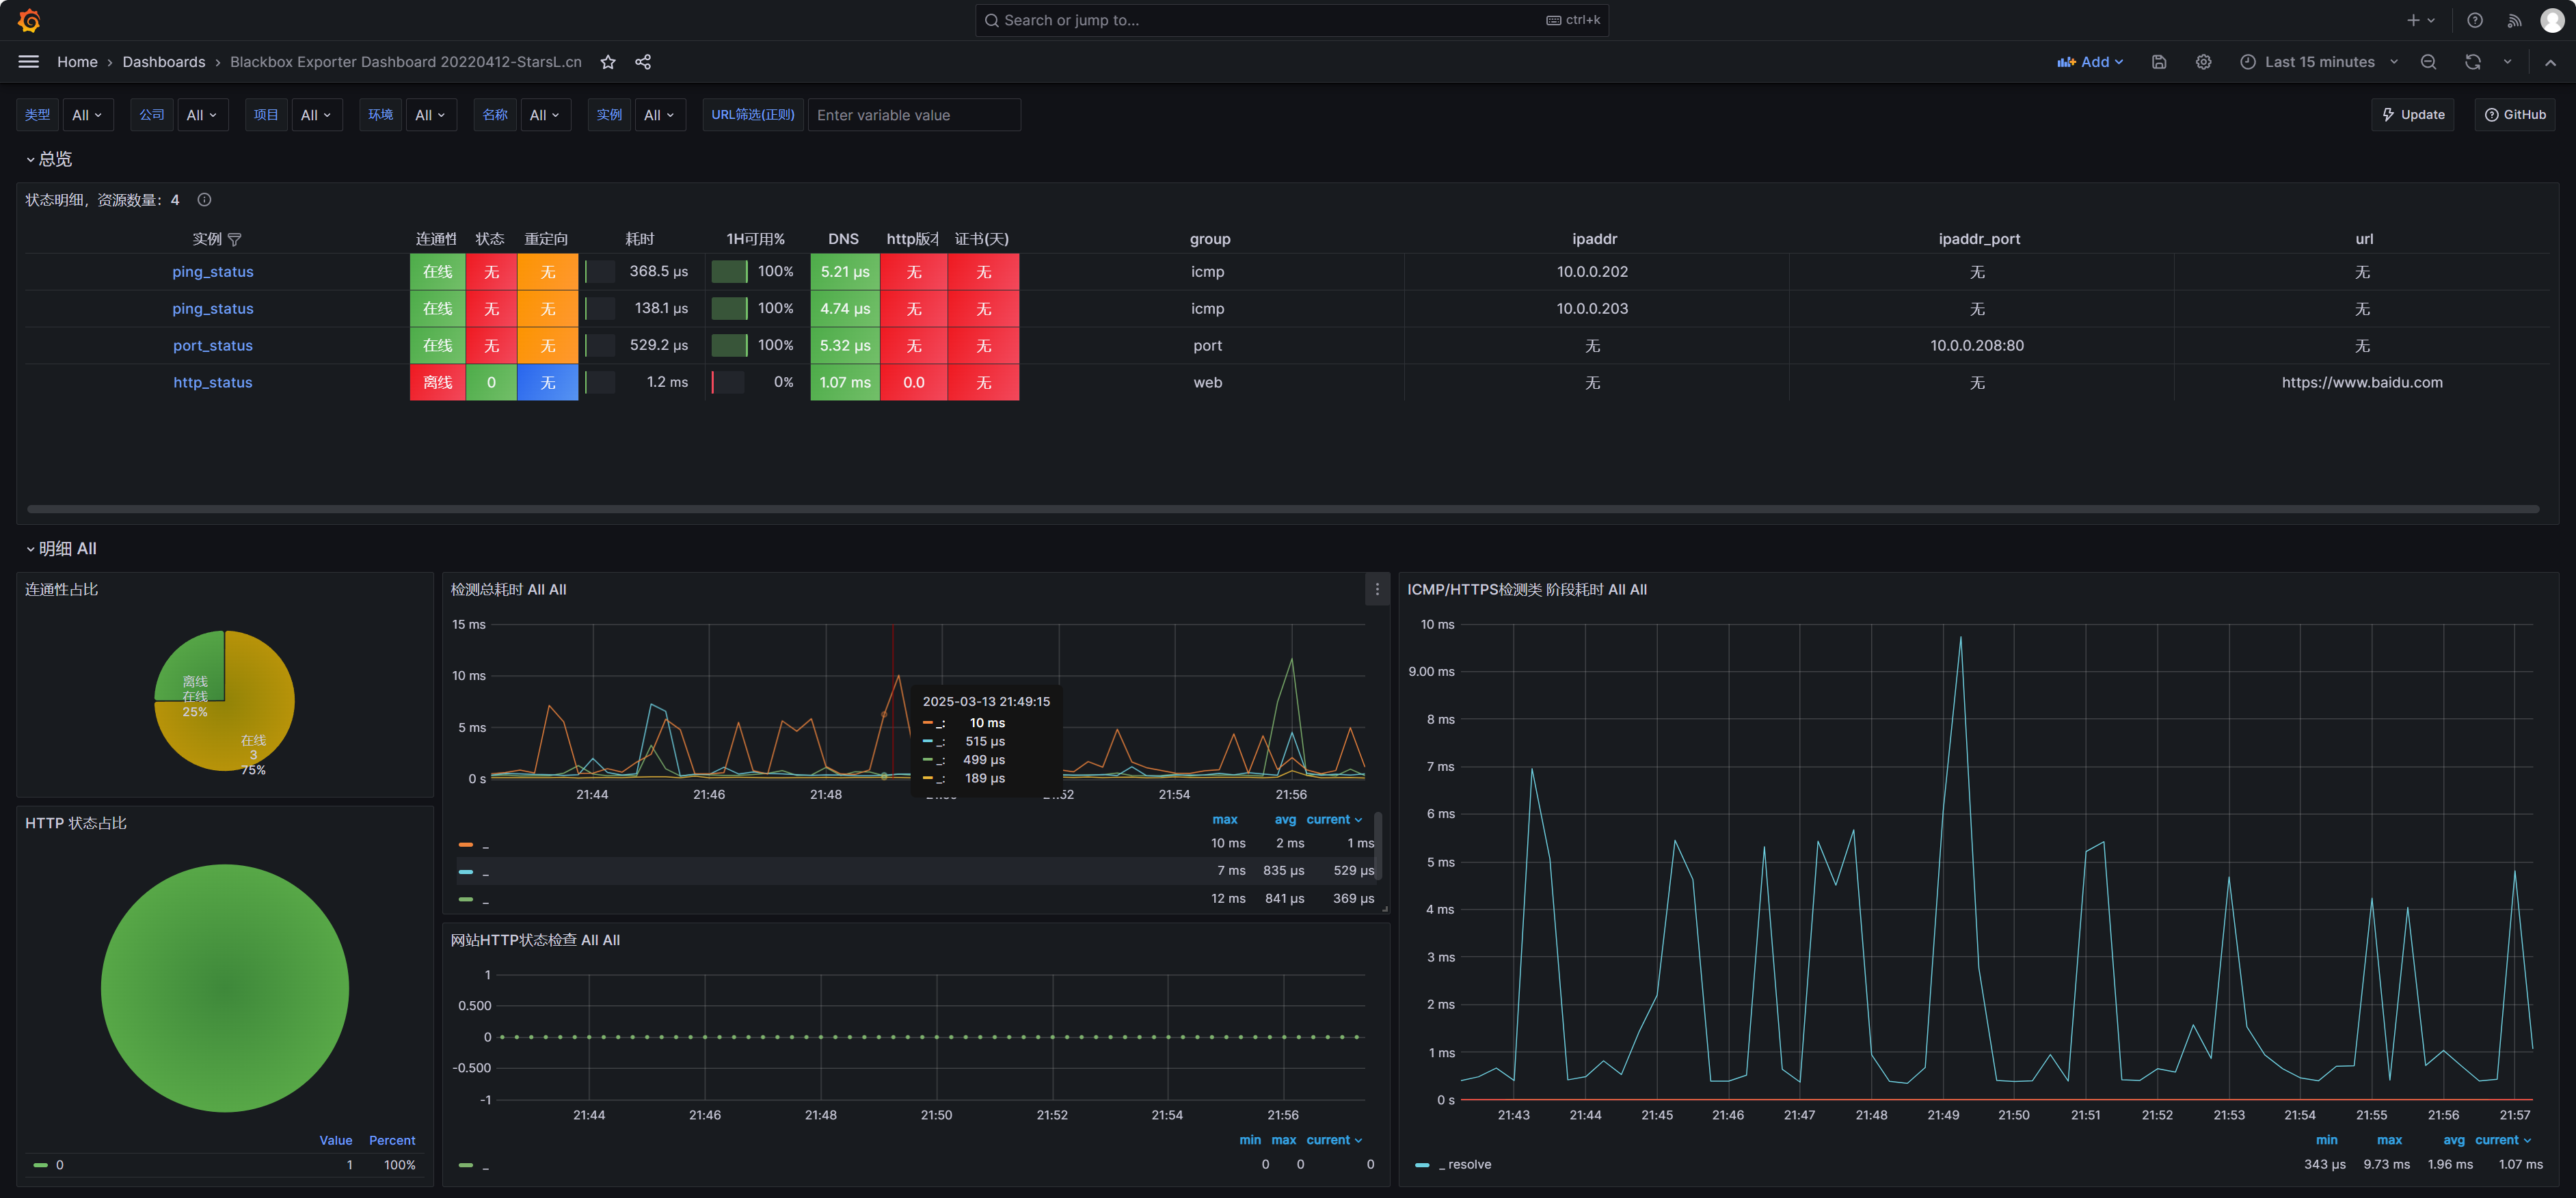 Search or jump to... ctrl+k
Home › Dashboards › Blackbox Exporter Dashboard 20220412-StarsL.cn Add Last 15 minutes
类型 All 公司 All 项目 All 环境 All 名称 All 实例 All URL筛选(正则) Enter variable value Update GitHub
总览
状态明细，资源数量：4
实例 连通性 状态 重定向 耗时 1H可用% DNS http版本 证书(天) group ipaddr ipaddr_port url
ping_status 在线 无 无 368.5 µs 100% 5.21 µs 无 无 icmp 10.0.0.202 无 无
ping_status 在线 无 无 138.1 µs 100% 4.74 µs 无 无 icmp 10.0.0.203 无 无
port_status 在线 无 无 529.2 µs 100% 5.32 µs 无 无 port 无 10.0.0.208:80 无
http_status 离线 0 无 1.2 ms 0% 1.07 ms 0.0 无 web 无 无 https://www.baidu.com
明细 All
连通性占比
离线
在线
25%
在线
3
75%
HTTP 状态占比
Value Percent
0 1 100%
检测总耗时 All All
15 ms
10 ms
5 ms
0 s
21:44 21:46 21:48 21:54 21:56
2025-03-13 21:49:15
_: 10 ms
_: 515 µs
_: 499 µs
_: 189 µs
max avg current
_ 10 ms 2 ms 1 ms
_ 7 ms 835 µs 529 µs
_ 12 ms 841 µs 369 µs
网站HTTP状态检查 All All
1
0.500
0
-0.500
-1
21:44 21:46 21:48 21:50 21:52 21:54 21:56
min max current
_ 0 0 0
ICMP/HTTPS检测类 阶段耗时 All All
10 ms
9.00 ms
8 ms
7 ms
6 ms
5 ms
4 ms
3 ms
2 ms
1 ms
0 s
21:43 21:44 21:45 21:46 21:47 21:48 21:49 21:50 21:51 21:52 21:53 21:54 21:55 21:56 21:57
min max avg current
_ resolve 343 µs 9.73 ms 1.96 ms 1.07 ms